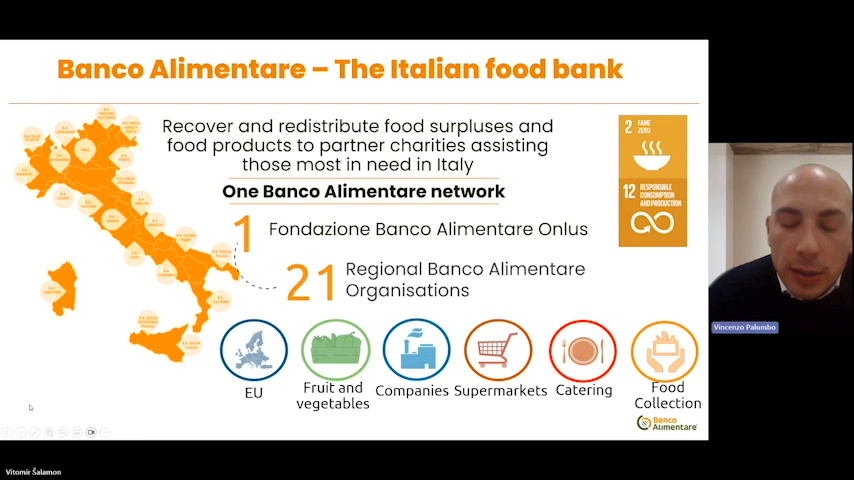 Banco Alimentare – The Italian food bank
Recover and redistribute food surpluses and
food products to partner charities assisting
those most in need in Italy
One Banco Alimentare network
1 Fondazione Banco Alimentare Onlus
21 Regional Banco Alimentare
Organisations
2 FAME
ZERO
12 RESPONSIBLE
CONSUMPTION
AND PRODUCTION
EU
Fruit and
vegetables
Companies
Supermarkets
Catering
Food
Collection
Banco
Alimentare
Vincenzo Palumbo
Vitomir Šalamon